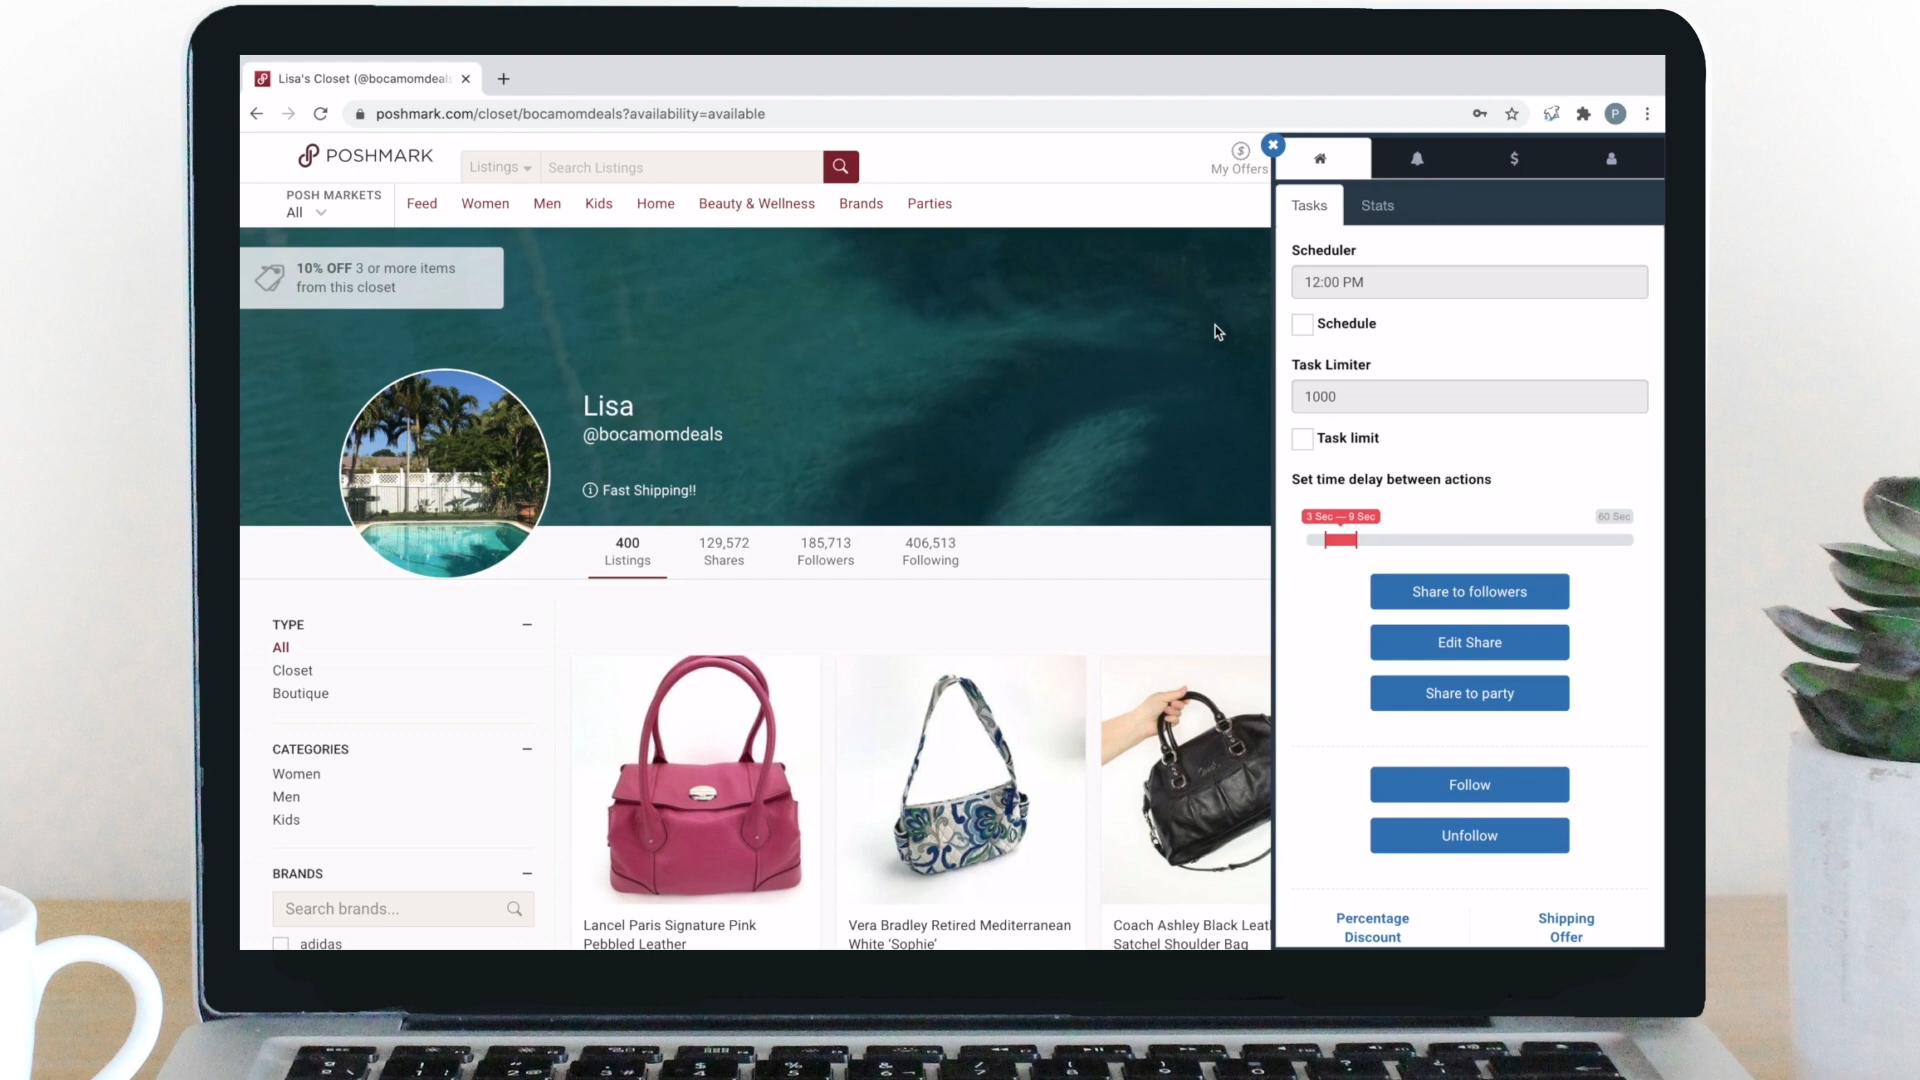 Lisa's Closet (@bocamomdeals
poshmark.com/closet/bocamomdeals?availability=available
P
POSHMARK
Listings
Search Listings
My Offers
POSH MARKETS
All
Feed
Women
Men
Kids
Home
Beauty & Wellness
Brands
Parties
10% OFF 3 or more items
from this closet
Lisa
@bocamomdeals
Fast Shipping!!
400
Listings
129,572
Shares
185,713
Followers
406,513
Following
TYPE
All
Closet
Boutique
CATEGORIES
Women
Men
Kids
BRANDS
Search brands...
adidas
Lancel Paris Signature Pink
Pebbled Leather
Vera Bradley Retired Mediterranean
White ‘Sophie’
Coach Ashley Black Leat
Satchel Shoulder Bag
Tasks
Stats
Scheduler
12:00 PM
Schedule
Task Limiter
1000
Task limit
Set time delay between actions
3 Sec — 9 Sec
60 Sec
Share to followers
Edit Share
Share to party
Follow
Unfollow
Percentage
Discount
Shipping
Offer